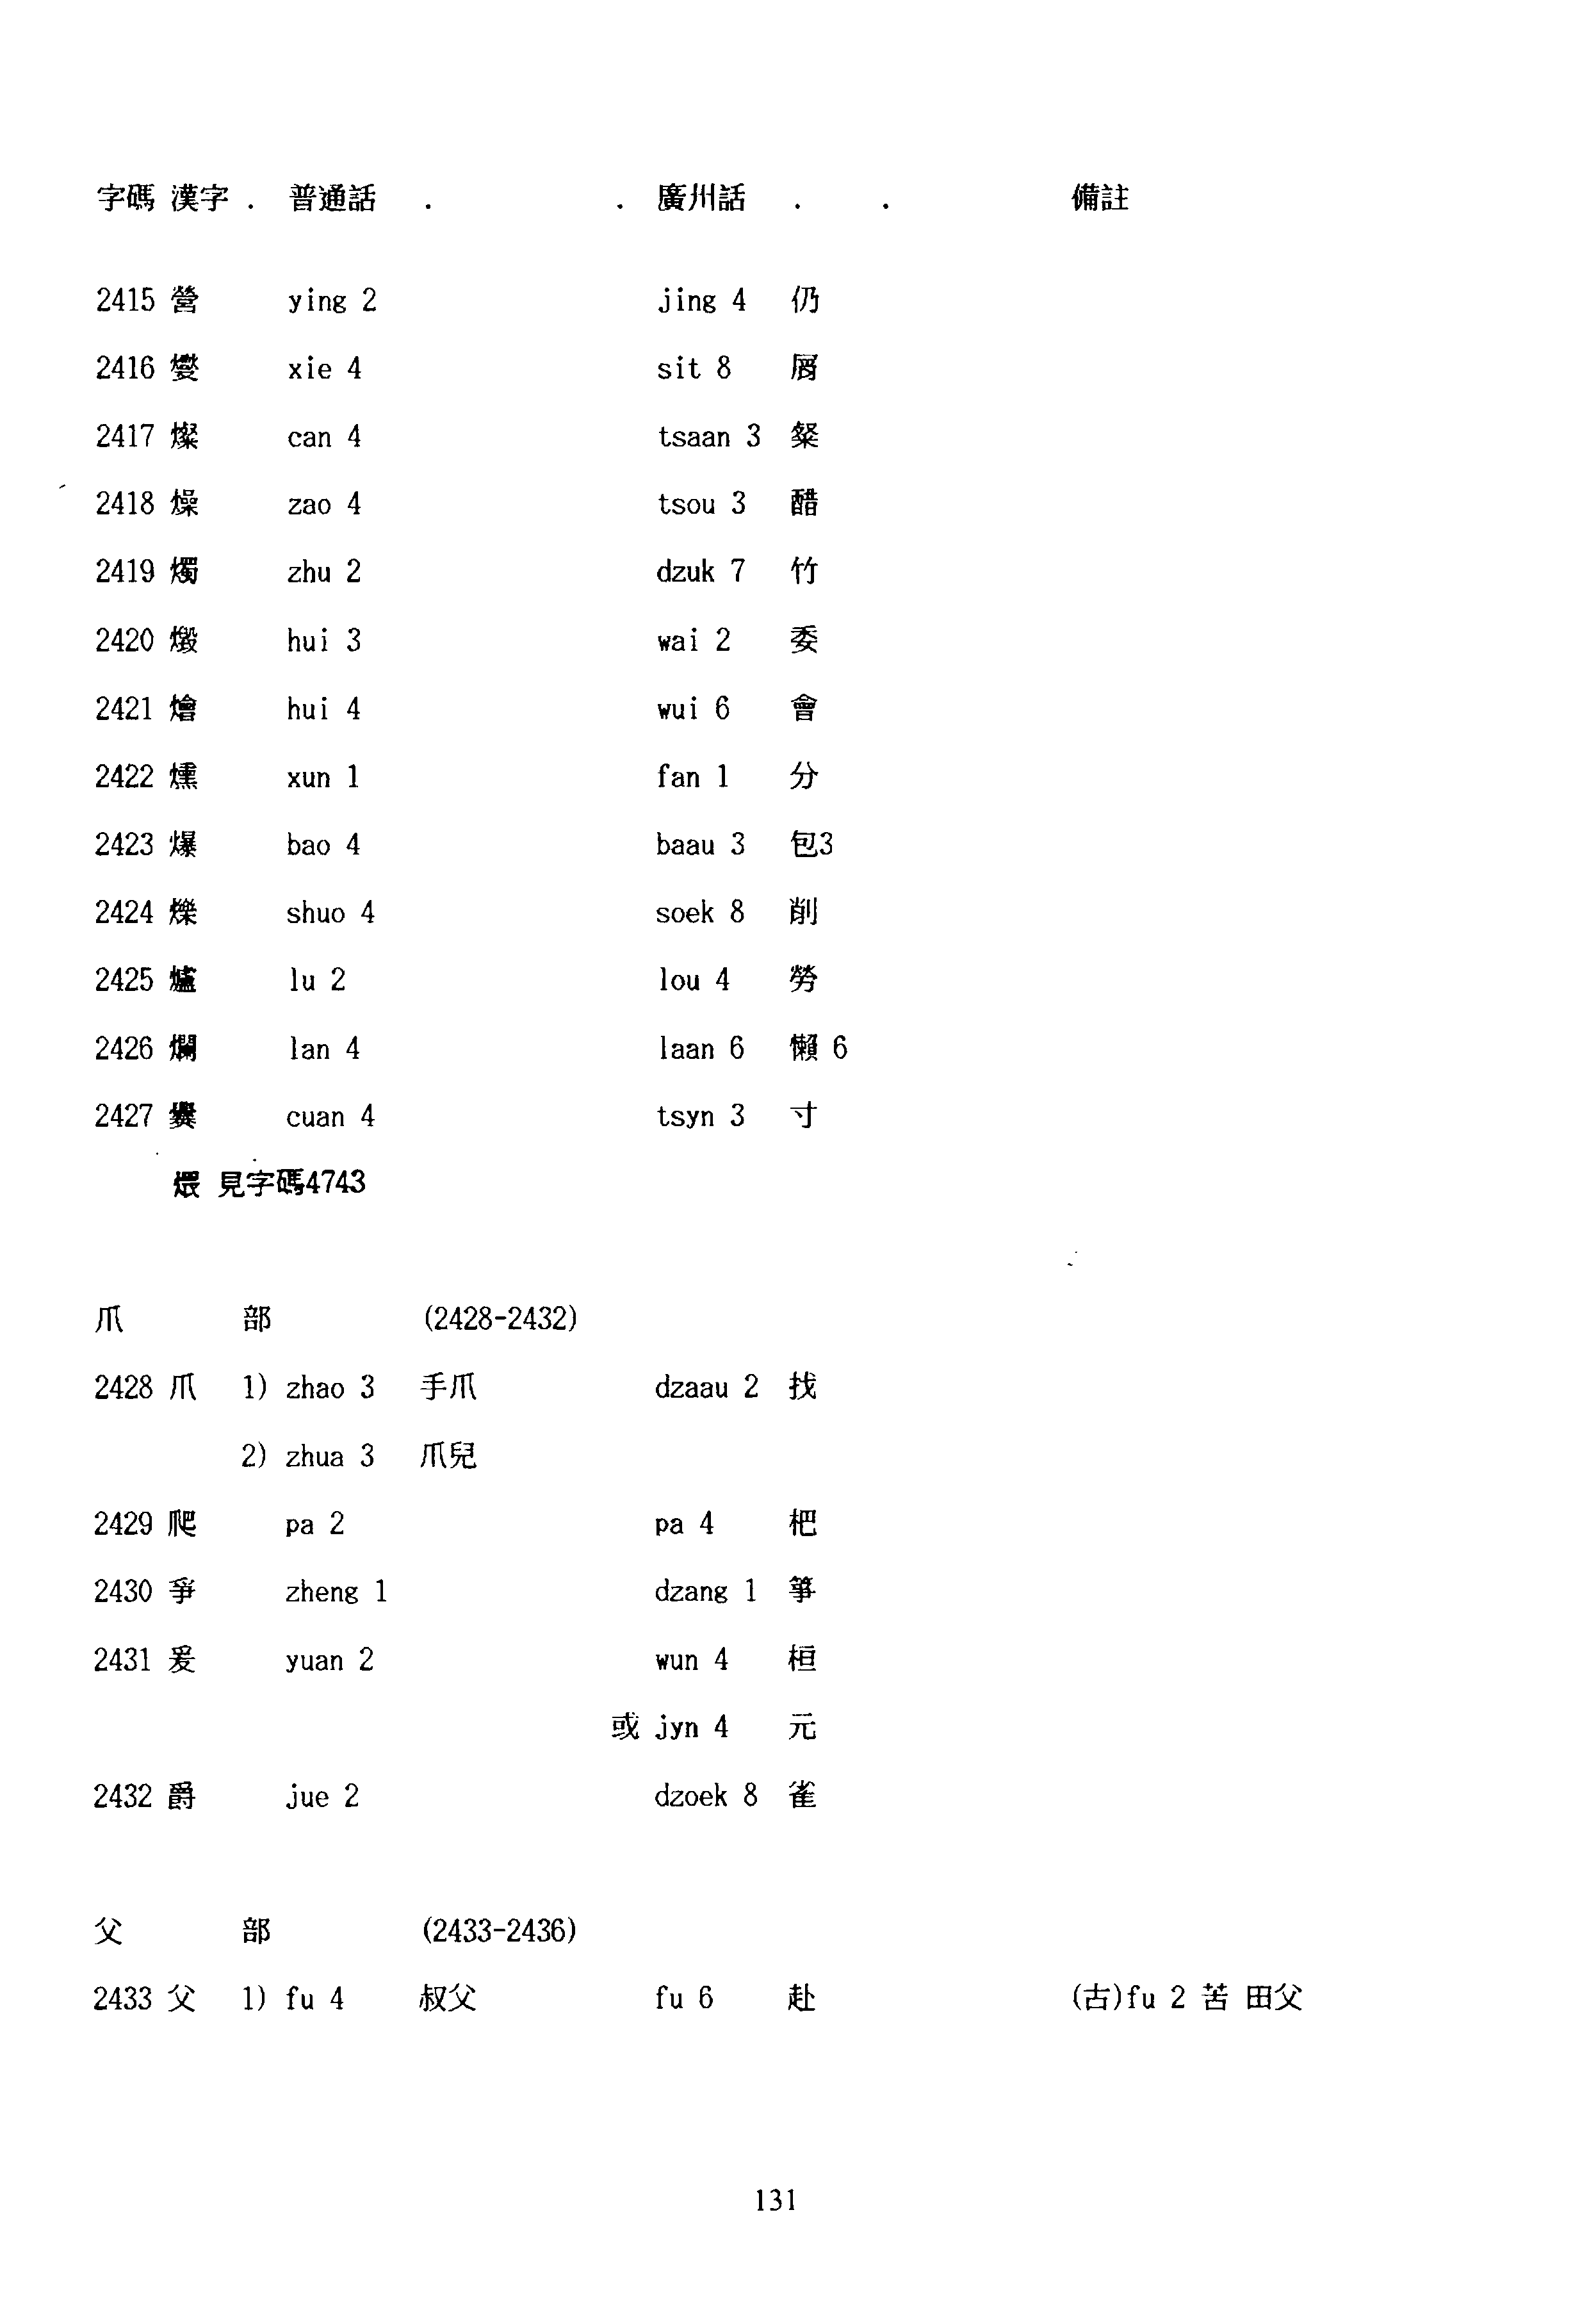 字碼 漢字 . 普通話 . . 廣州話 . . 備註
2415 營 ying 2 jing 4 仍
2416 燮 xie 4 sit 8 屑
2417 燦 can 4 tsaan 3 粲
2418 燥 zao 4 tsou 3 醋
2419 燭 zhu 2 dzuk 7 竹
2420 燬 hui 3 wai 2 委
2421 燴 hui 4 wui 6 會
2422 燻 xun 1 fan 1 分
2423 爆 bao 4 baau 3 包3
2424 爍 shuo 4 soek 8 削
2425 爐 lu 2 lou 4 勞
2426 爛 lan 4 laan 6 懶 6
2427 爨 cuan 4 tsyn 3 寸
煨 見字碼4743
爪 部 (2428-2432)
2428 爪 1) zhao 3 手爪 dzaau 2 找
2) zhua 3 爪兒
2429 爬 pa 2 pa 4 杷
2430 爭 zheng 1 dzang 1 箏
2431 爰 yuan 2 wun 4 桓
或 jyn 4 元
2432 爵 jue 2 dzoek 8 雀
父 部 (2433-2436)
2433 父 1) fu 4 叔父 fu 6 赴 (古)fu 2 苦 田父
131